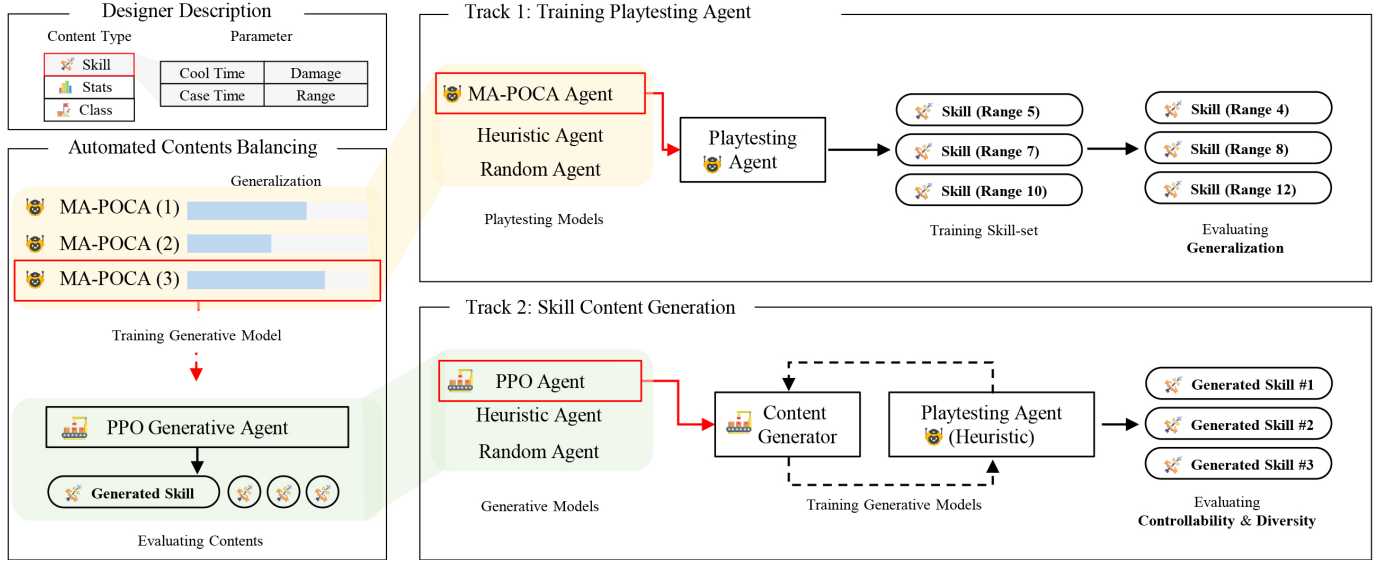 Designer Description
Content Type
Parameter
Skill
Stats
Class
Cool Time
Damage
Case Time
Range
Automated Contents Balancing
Generalization
MA-POCA (1)
MA-POCA (2)
MA-POCA (3)
Training Generative Model
PPO Generative Agent
Generated Skill
Evaluating Contents
Track 1: Training Playtesting Agent
MA-POCA Agent
Heuristic Agent
Random Agent
Playtesting Models
Playtesting
Agent
Skill (Range 5)
Skill (Range 7)
Skill (Range 10)
Training Skill-set
Skill (Range 4)
Skill (Range 8)
Skill (Range 12)
Evaluating
Generalization
Track 2: Skill Content Generation
PPO Agent
Heuristic Agent
Random Agent
Generative Models
Content
Generator
Playtesting Agent
(Heuristic)
Training Generative Models
Generated Skill #1
Generated Skill #2
Generated Skill #3
Evaluating
Controllability & Diversity